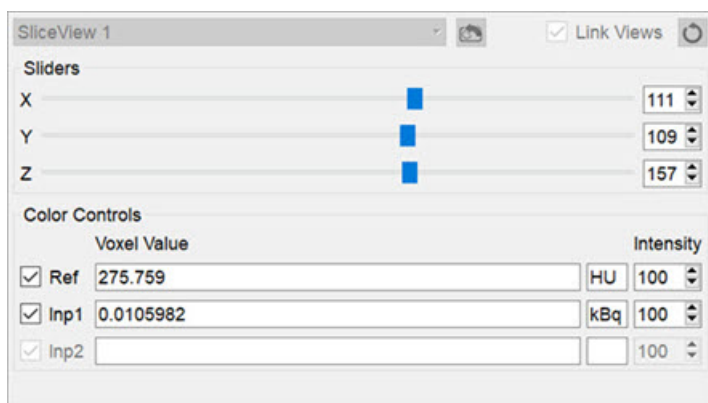 SliceView 1 Link Views
Sliders
X 111
Y 109
Z 157
Color Controls
Voxel Value Intensity
Ref 275.759 HU 100
Inp1 0.0105982 kBq 100
Inp2 100